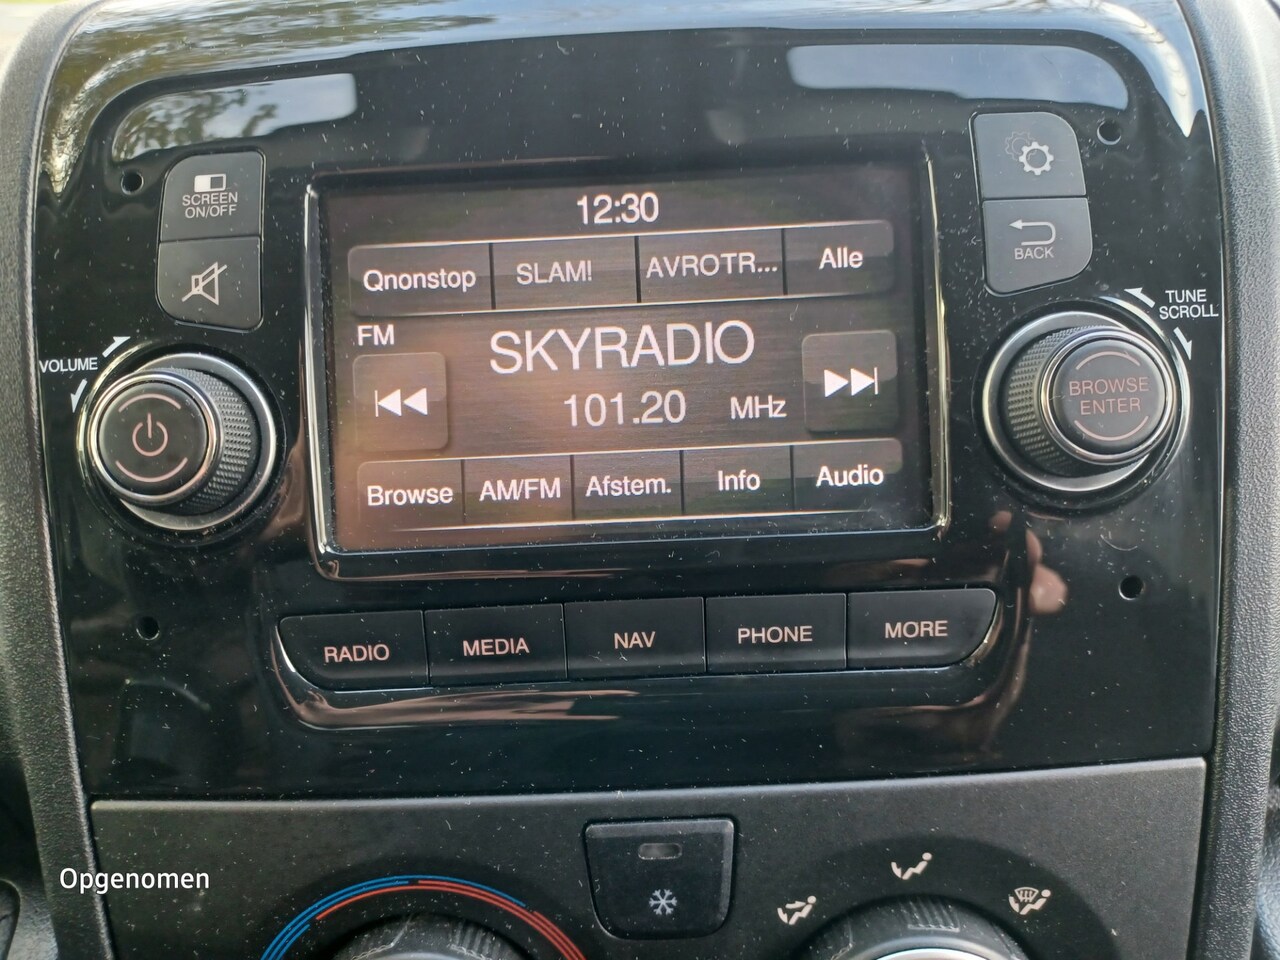 12:30
SCREEN
ON/OFF
Qnonstop SLAM! AVROTR... Alle
BACK
FM
SKYRADIO
101.20 MHz
VOLUME
TUNE
SCROLL
BROWSE
ENTER
Browse AM/FM Afstem. Info Audio
RADIO MEDIA NAV PHONE MORE
Opgenomen